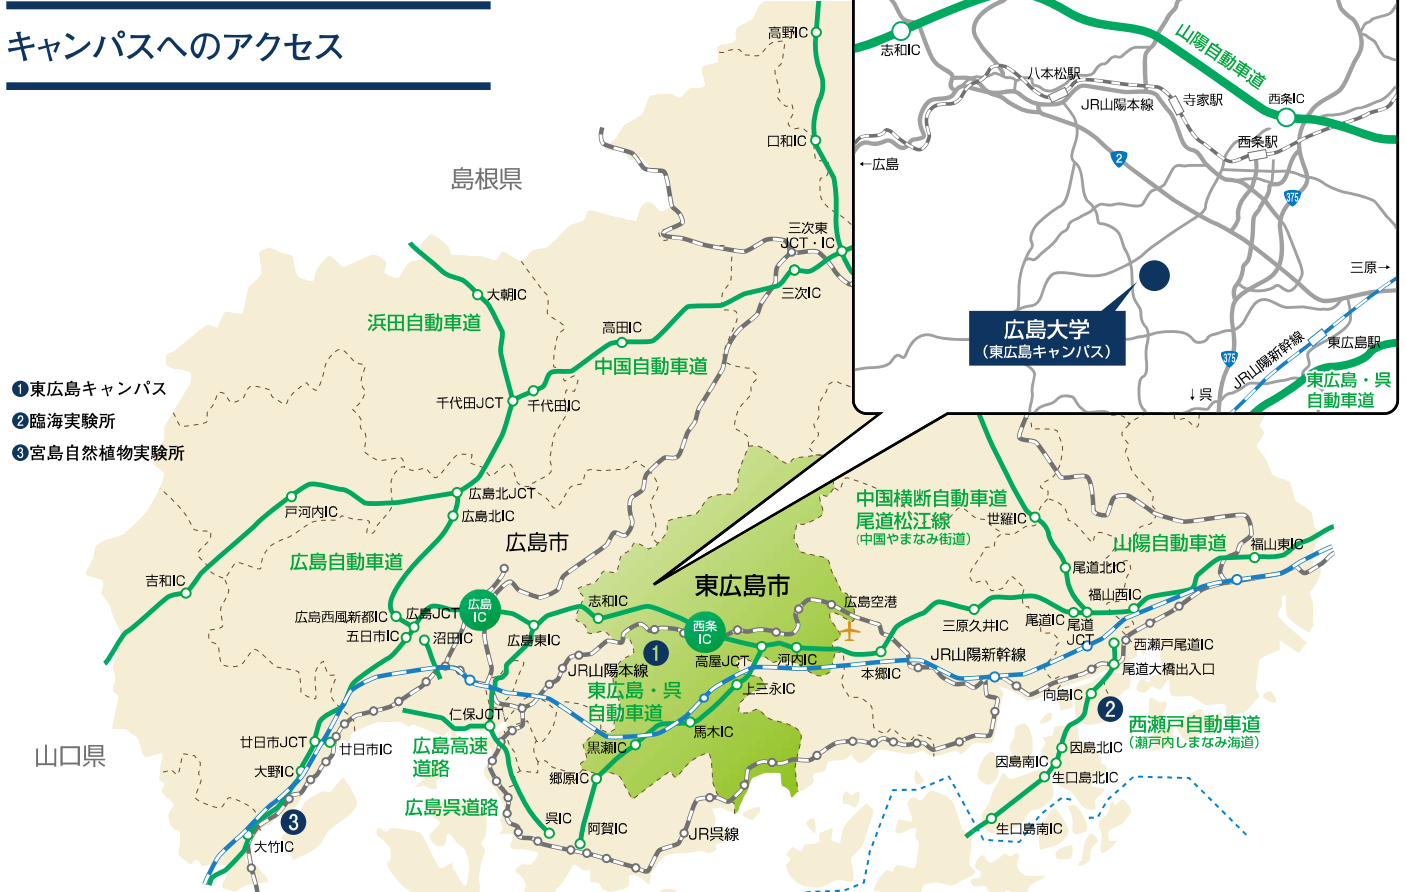 キャンパスへのアクセス
❶東広島キャンパス
❷臨海実験所
❸宮島自然植物実験所
島根県
山口県
高野IC
口和IC
三次東
JCT・IC
三次IC
大朝IC
浜田自動車道
高田IC
中国自動車道
千代田JCT
千代田IC
広島北JCT
広島北IC
戸河内IC
広島自動車道
吉和IC
広島市
広島西風新都IC
広島JCT
五日市IC
沼田IC
広島
IC
広島東IC
志和IC
東広島市
西条
IC
1
JR山陽本線
東広島・呉
自動車道
高屋JCT
河内IC
上三永IC
馬木IC
黒瀬IC
郷原IC
阿賀IC
呉IC
JR呉線
仁保JCT
広島高速
道路
広島呉道路
廿日市JCT
廿日市IC
大野IC
3
大竹IC
広島空港
本郷IC
三原久井IC
JR山陽新幹線
中国横断自動車道
尾道松江線
(中国やまなみ街道)
世羅IC
尾道北IC
尾道IC
尾道
JCT
福山西IC
山陽自動車道
福山東IC
西瀬戸尾道IC
尾道大橋出入口
向島IC
2
西瀬戸自動車道
(瀬戸内しまなみ海道)
因島北IC
因島南IC
生口島北IC
生口島南IC
志和IC
山陽自動車道
八本松駅
JR山陽本線
寺家駅
西条IC
西条駅
←広島
2
375
三原→
広島大学
(東広島キャンパス)
JR山陽新幹線
東広島駅
375
↓呉
東広島・呉
自動車道